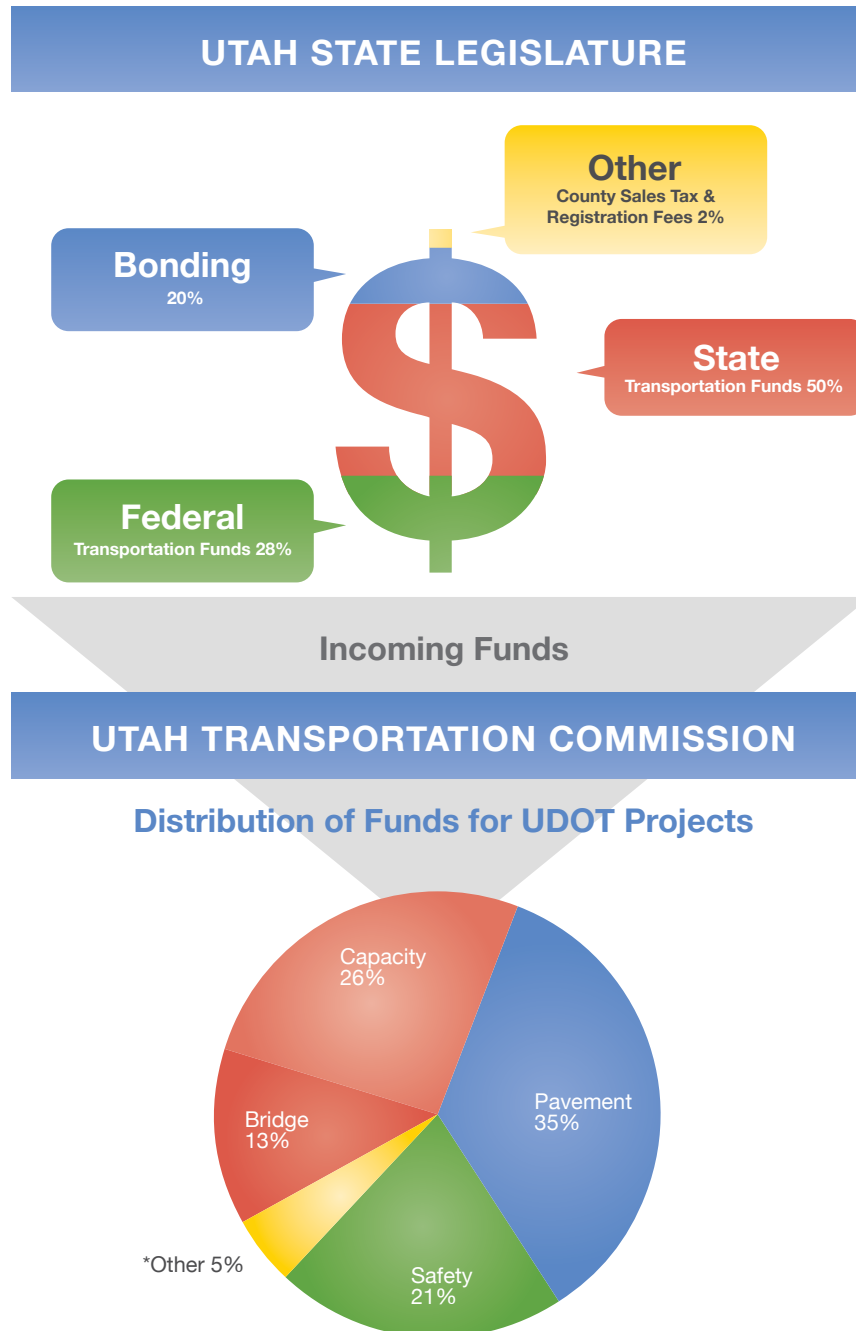 UTAH STATE LEGISLATURE
Other
County Sales Tax &
Registration Fees 2%
Bonding
20%
State
Transportation Funds 50%
Federal
Transportation Funds 28%
Incoming Funds
UTAH TRANSPORTATION COMMISSION
Distribution of Funds for UDOT Projects
Capacity
26%
Pavement
35%
Bridge
13%
*Other 5%
Safety
21%